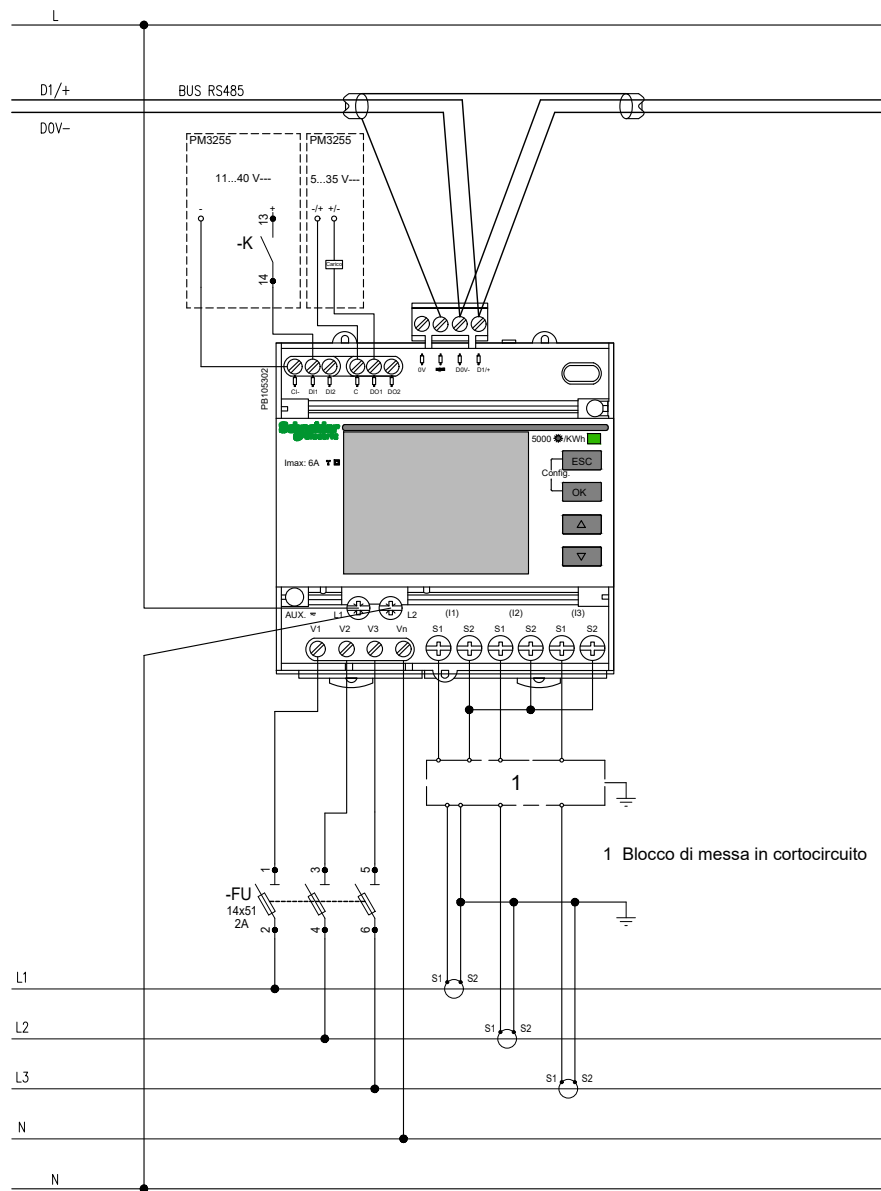 L
D1/+ BUS RS485
D0V-
PM3255 PM3255
11...40 V--- 5...35 V---
- + -/+ +/-
13
-K
14
Carico
0V D0V- D1/+
PB105302
CI- DI1 DI2 C DO1 DO2
Schneider
Electric
5000 /KWh
Imax: 6A
ESC
Config.
OK
AUX. L1 L2 (I1) (I2) (I3)
V1 V2 V3 Vn S1 S2 S1 S2 S1 S2
1
1 Blocco di messa in cortocircuito
1 3 5
-FU
14x51
2A
2 4 6
L1
S1 S2
L2
S1 S2
L3
S1 S2
N
N